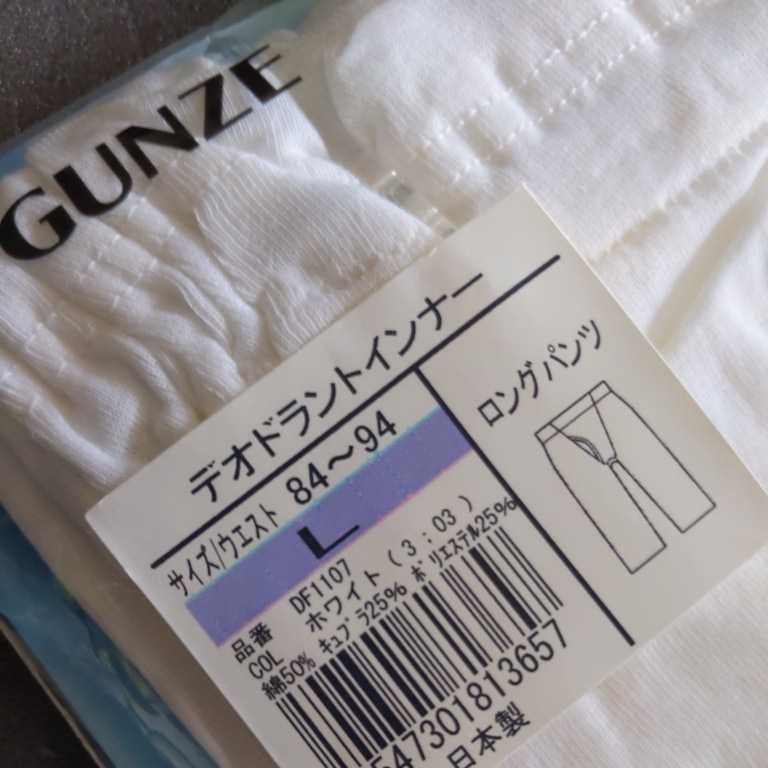 GUNZE
デオドラントインナー
サイズ/ウエスト 84～94
L
品番 DF1107
COL ホワイト(3;03)
綿50% キュプラ25% ポリエステル25%
547301813657
日本製
ロングパンツ